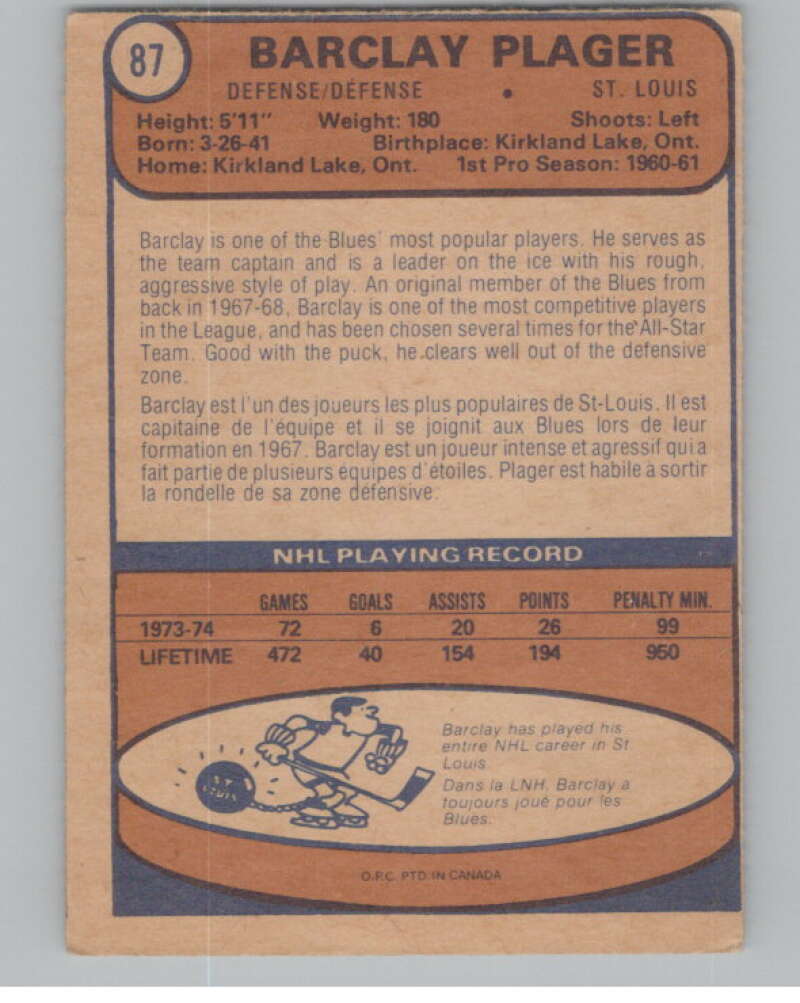 87
BARCLAY PLAGER
DEFENSE/DÉFENSE • ST. LOUIS
Height: 5'11" Weight: 180 Shoots: Left
Born: 3-26-41 Birthplace: Kirkland Lake, Ont.
Home: Kirkland Lake, Ont. 1st Pro Season: 1960-61
Barclay is one of the Blues' most popular players. He serves as
the team captain and is a leader on the ice with his rough,
aggressive style of play. An original member of the Blues from
back in 1967-68, Barclay is one of the most competitive players
in the League, and has been chosen several times for the All-Star
Team. Good with the puck, he clears well out of the defensive
zone.
Barclay est l'un des joueurs les plus populaires de St-Louis. Il est
capitaine de l'équipe et il se joignit aux Blues lors de leur
formation en 1967. Barclay est un joueur intense et agressif qui a
fait partie de plusieurs équipes d'étoiles. Plager est habile à sortir
la rondelle de sa zone défensive.
NHL PLAYING RECORD
GAMES GOALS ASSISTS POINTS PENALTY MIN.
1973-74 72 6 20 26 99
LIFETIME 472 40 154 194 950
Barclay has played his
entire NHL career in St.
Louis.
Dans la LNH, Barclay a
toujours joué pour les
Blues.
ST.
LOUIS
O.P.C. PTD. IN CANADA